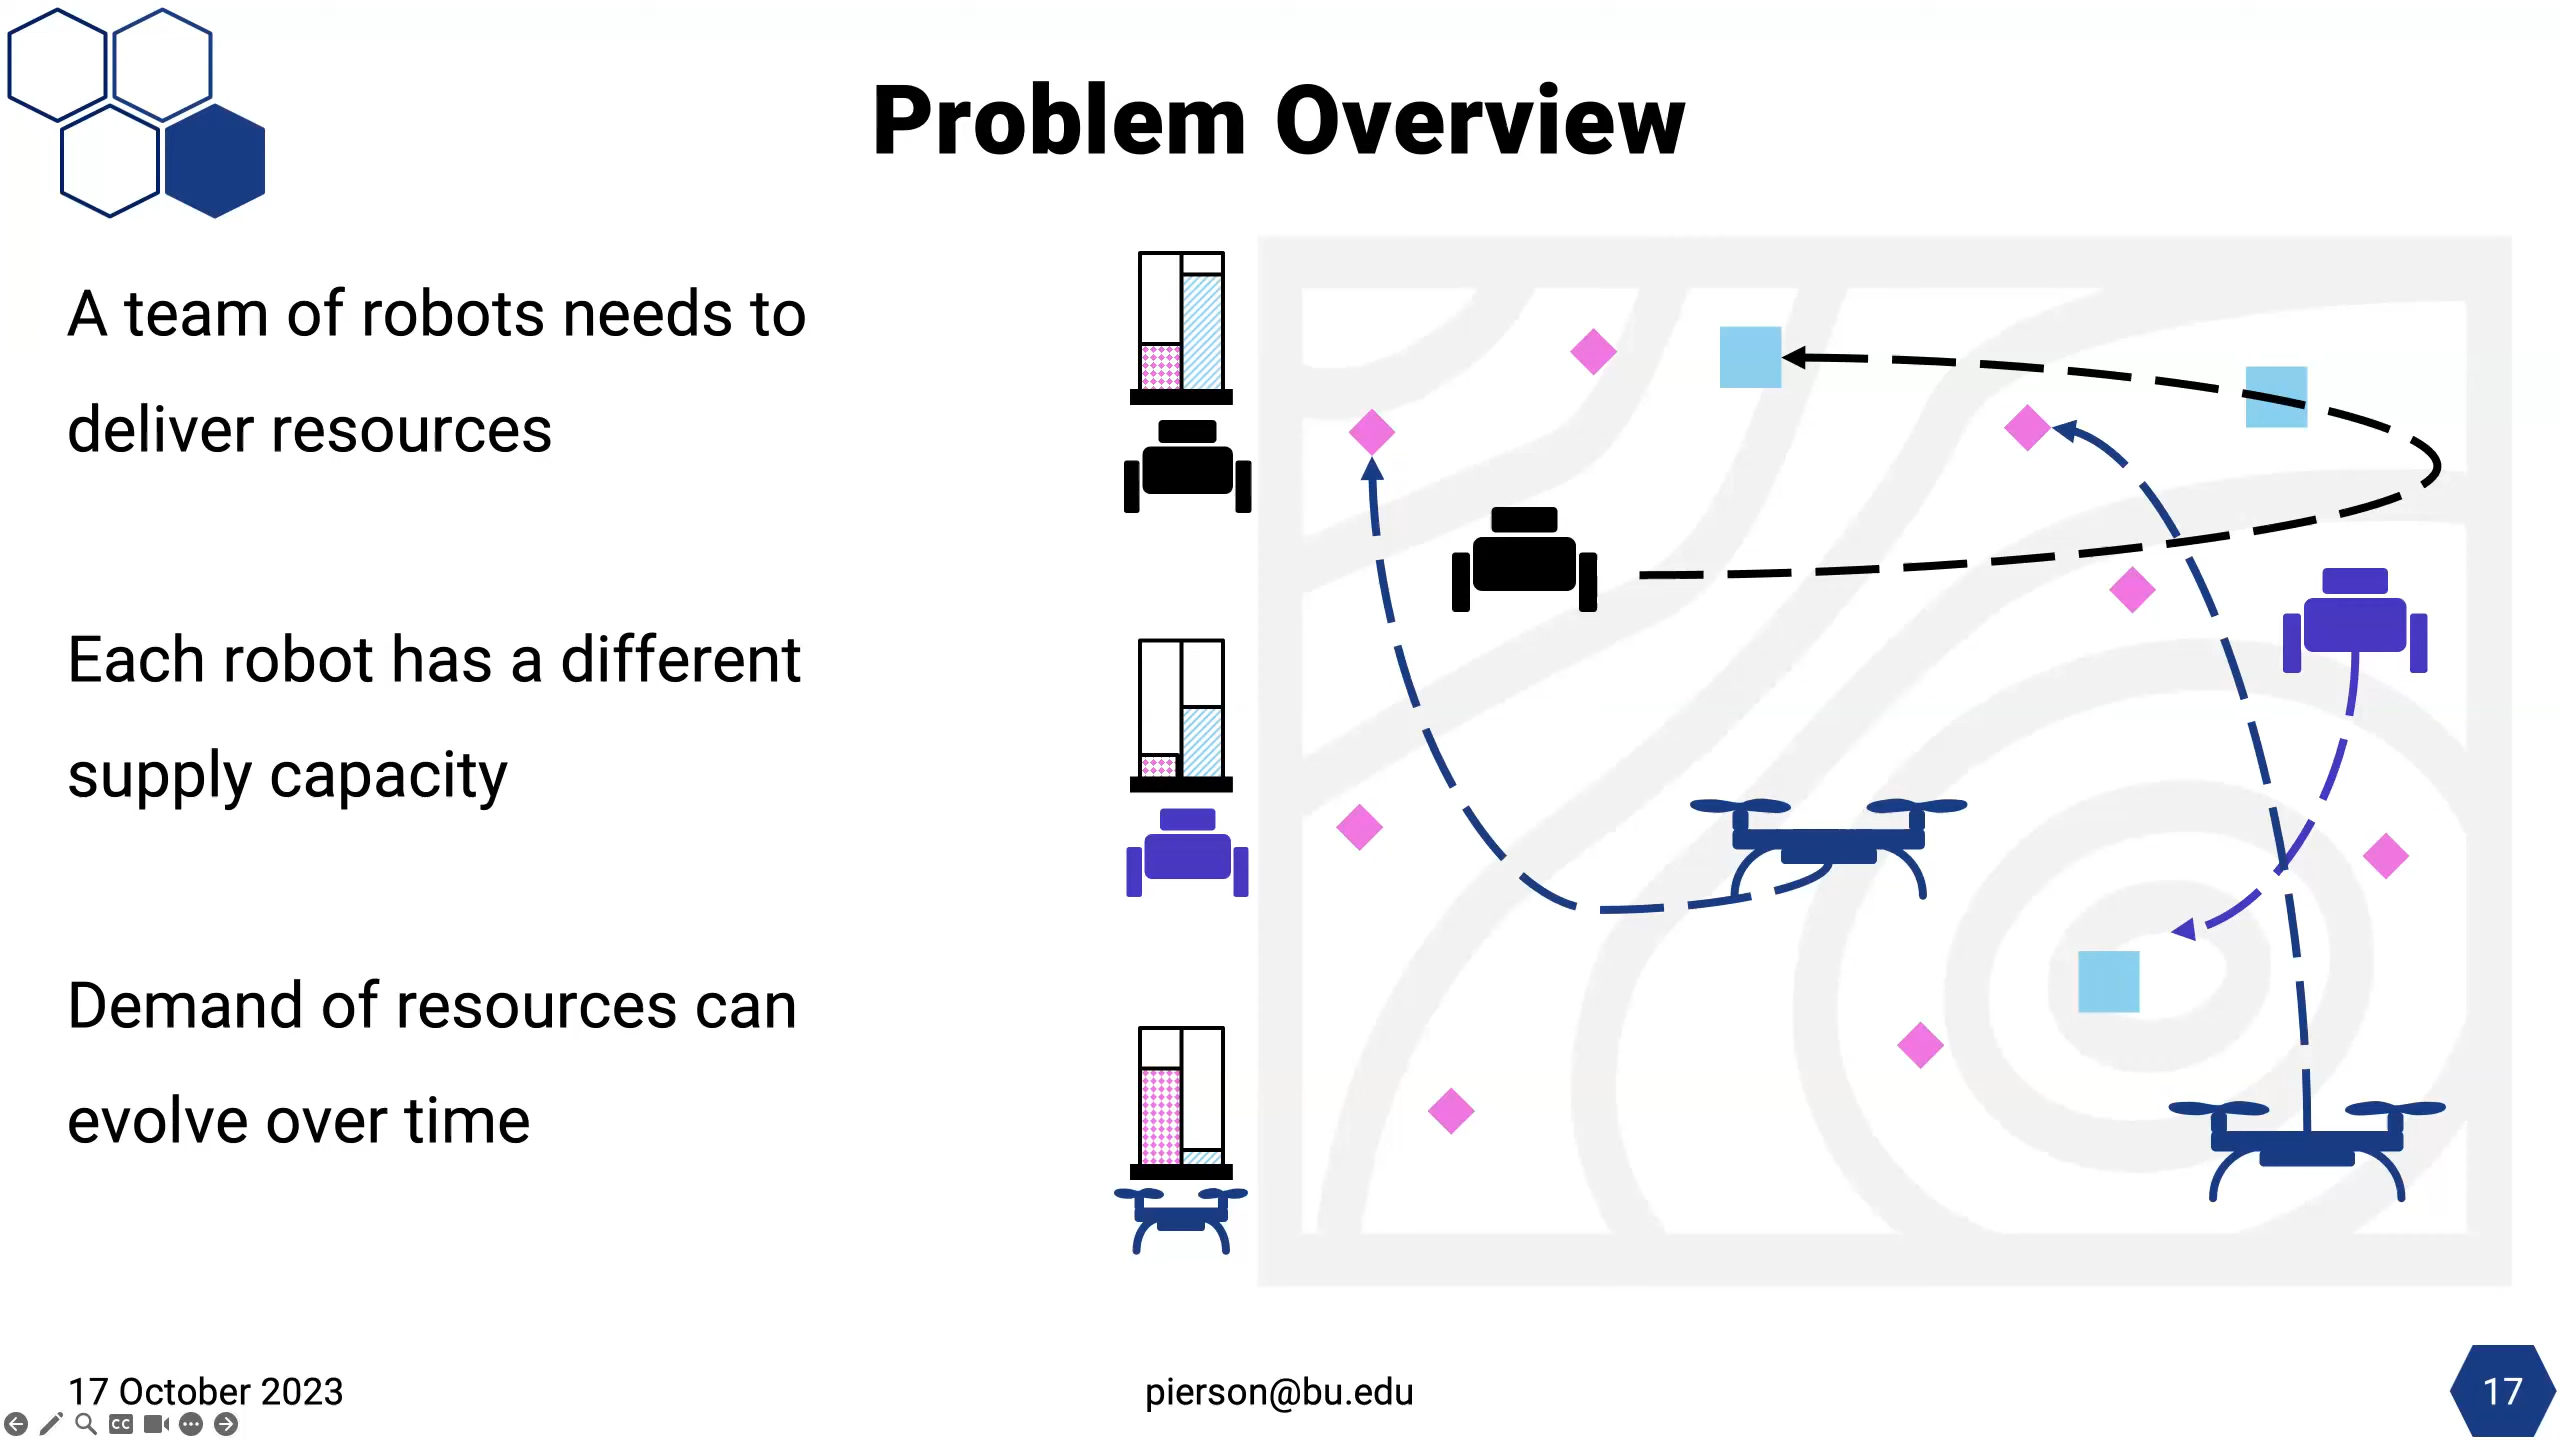 Problem Overview
A team of robots needs to
deliver resources
Each robot has a different
supply capacity
Demand of resources can
evolve over time
17 October 2023
pierson@bu.edu
17
CC